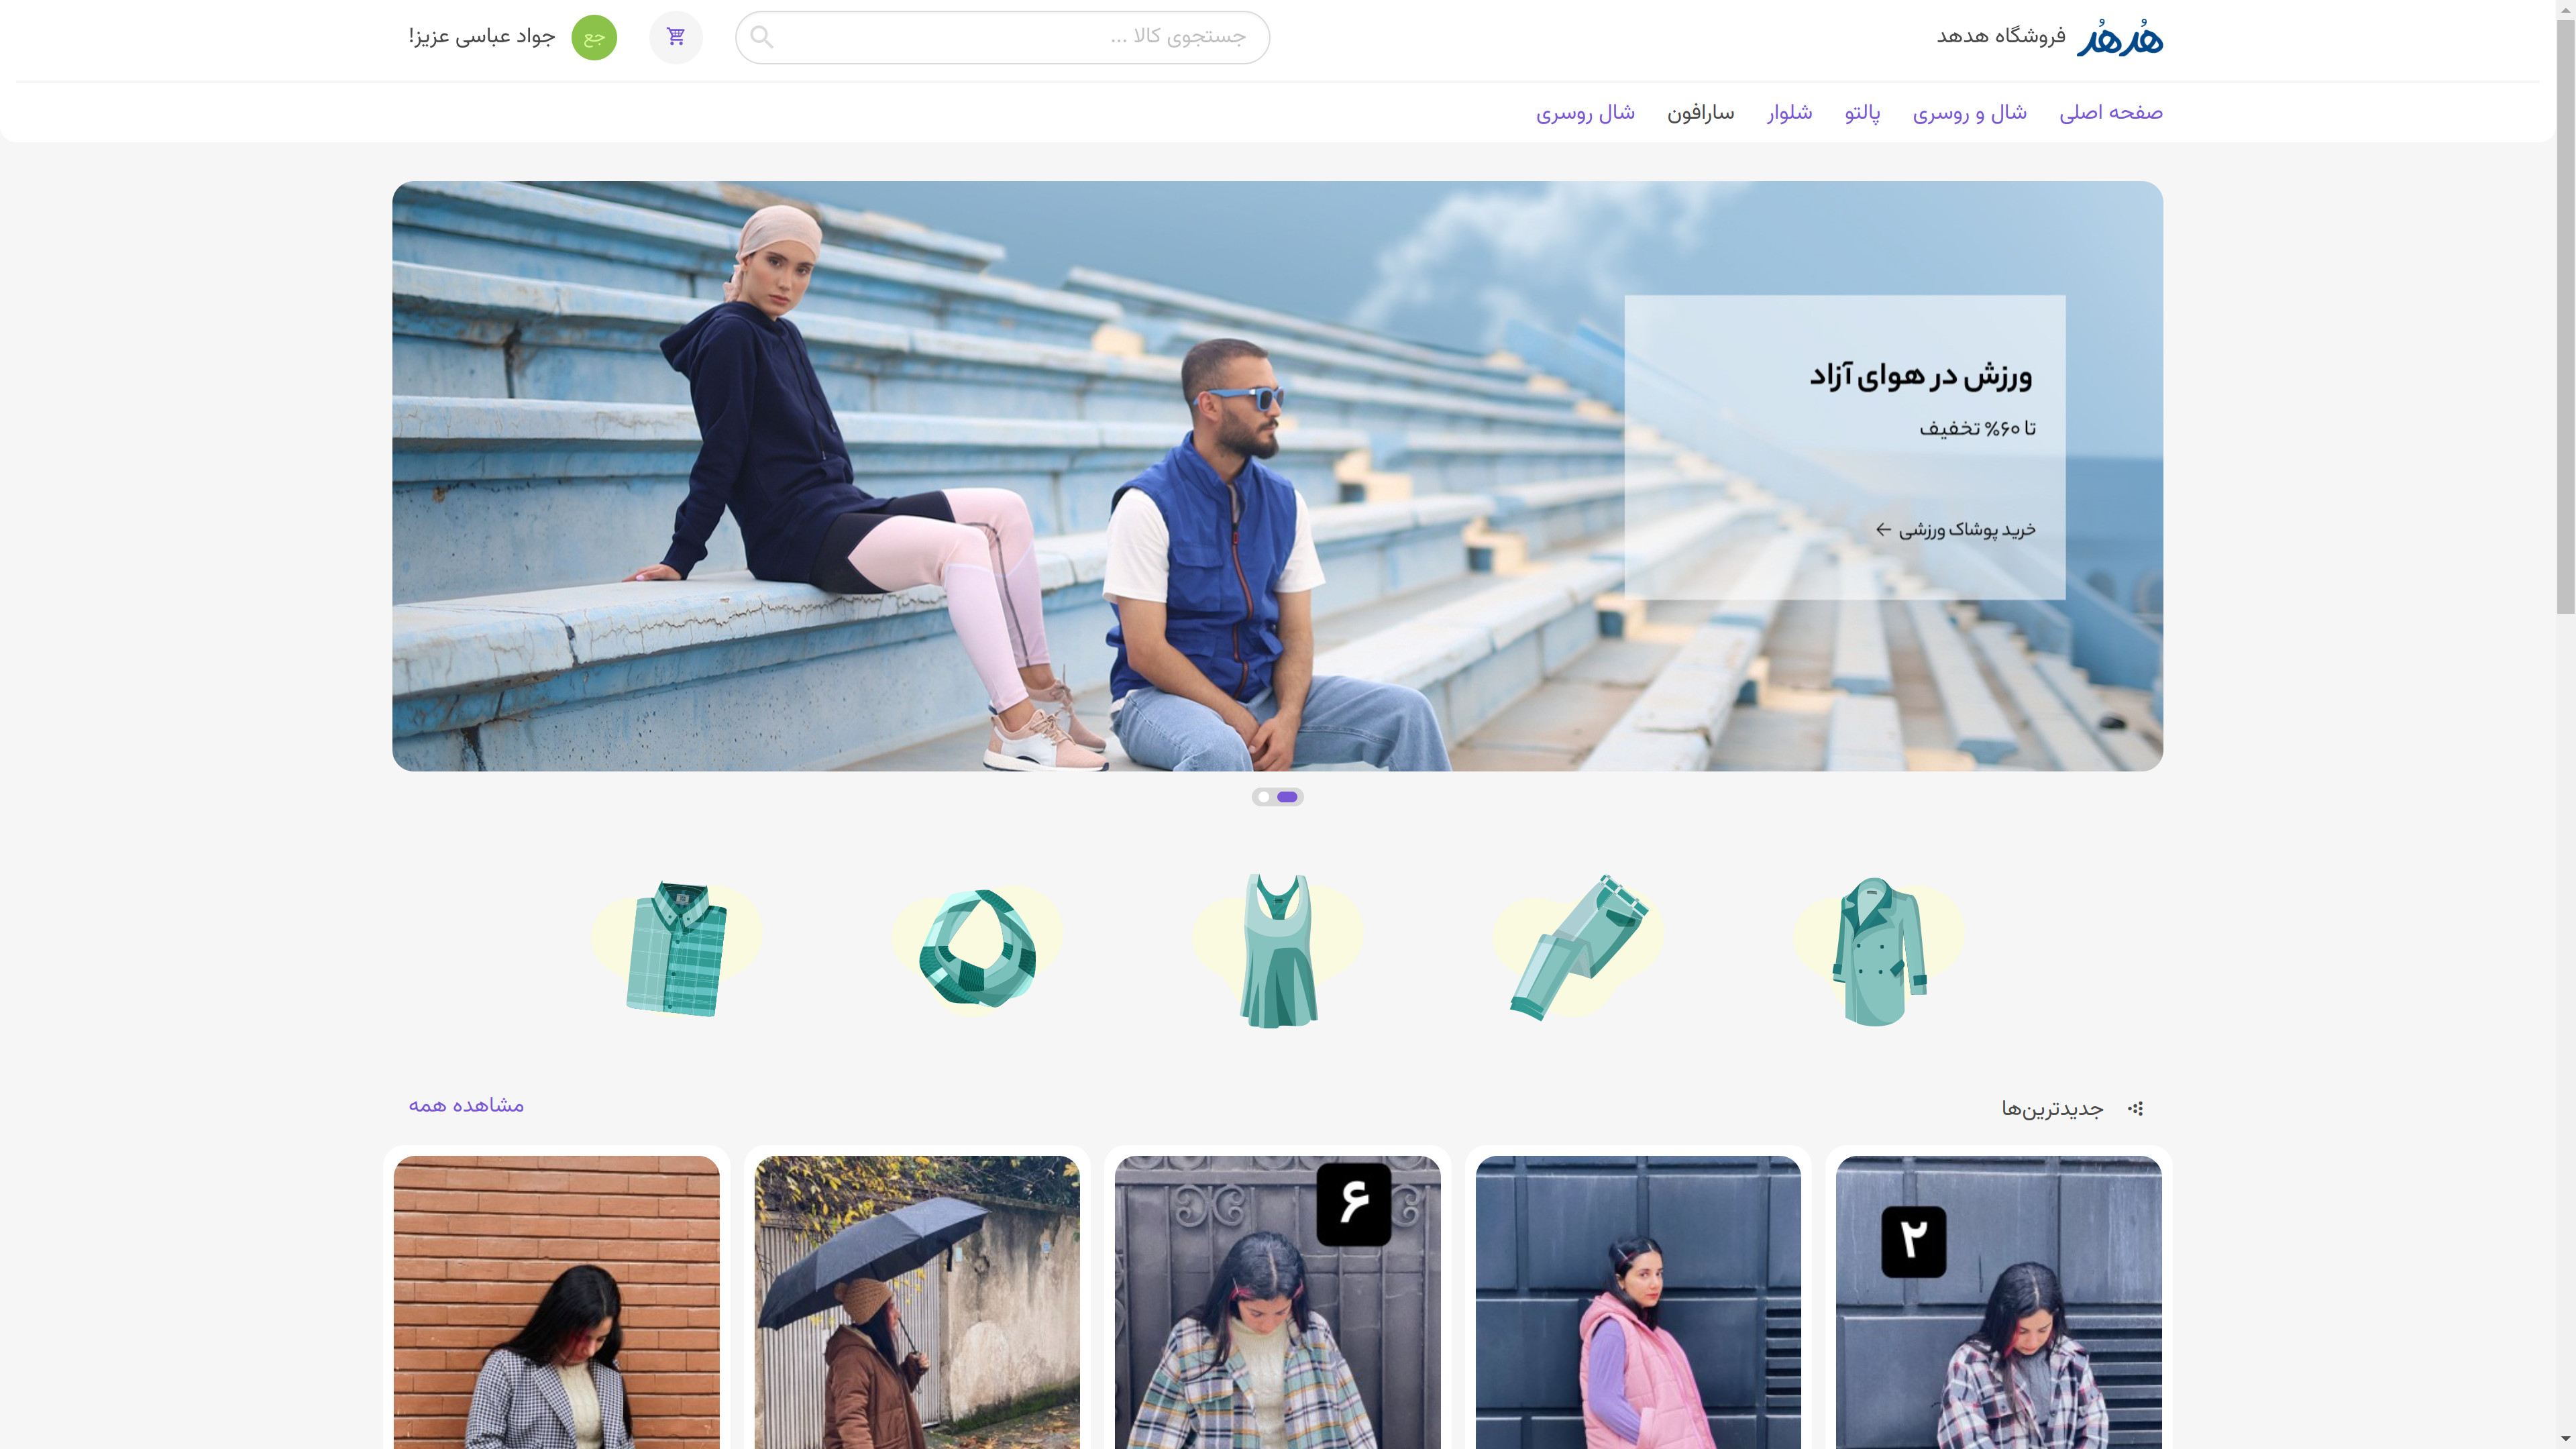 هُدهُد فروشگاه هدهد
جستجوی کالا ...
جع جواد عباسی عزیز!
صفحه اصلی شال و روسری پالتو شلوار سارافون شال روسری
ورزش در هوای آزاد
تا ۶۰% تخفیف
خرید پوشاک ورزشی ←
جدیدترین‌ها مشاهده همه
۲ ۶